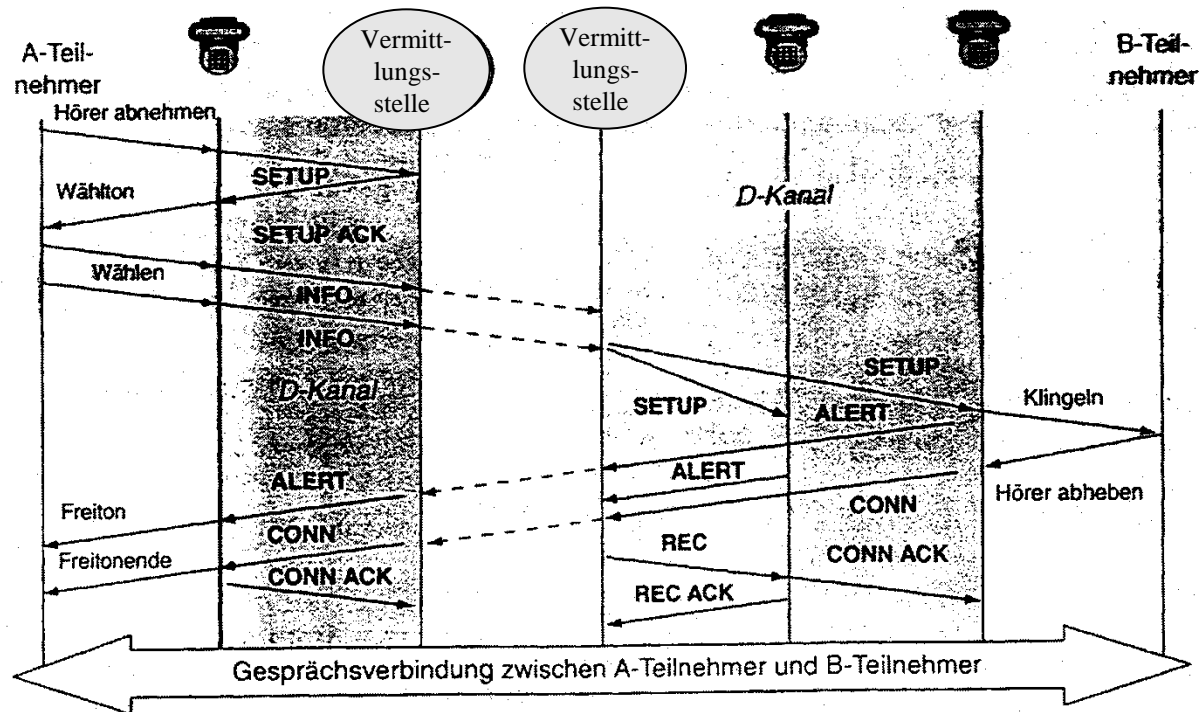 A-Teil-
nehmer
Vermitt-
lungs-
stelle
Vermitt-
lungs-
stelle
B-Teil-
nehmer
Hörer abnehmen
SETUP
Wählton
D-Kanal
SETUP ACK
Wählen
INFO
INFO
SETUP
D-Kanal
SETUP
ALERT
Klingeln
ALERT
ALERT
Hörer abheben
Freiton
CONN
CONN
REC
CONN ACK
Freitonende
CONN ACK
REC ACK
Gesprächsverbindung zwischen A-Teilnehmer und B-Teilnehmer